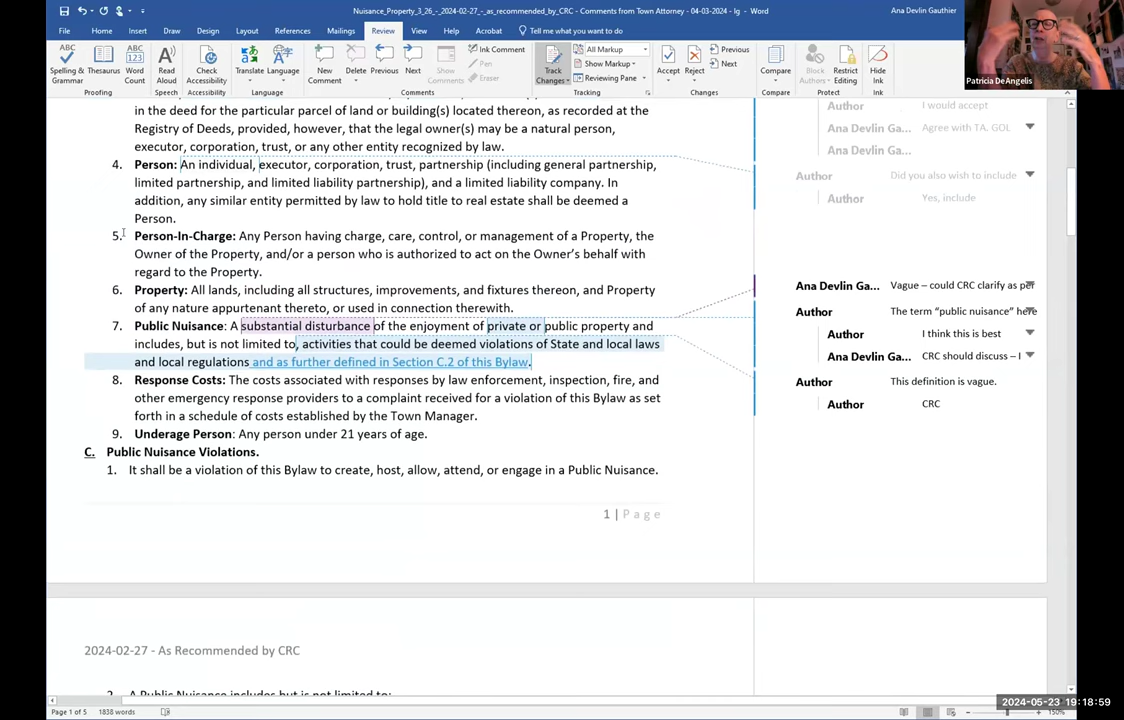 Nuisance_Property_3_26_-_2024-02-27_-_as_recommended_by_CRC - Comments from Town Attorney - 04-03-2024 - lg - Word
Ana Devlin Gauthier
File Home Insert Draw Design Layout References Mailings Review View Help Acrobat Tell me what you want to do
Spelling & Grammar
Thesaurus
Word Count
Read Aloud
Check Accessibility
Translate
Language
New Comment
Delete
Previous
Next
Show Comments
Ink Comment
Pen
Eraser
Track Changes
All Markup
Show Markup
Reviewing Pane
Accept
Reject
Previous
Next
Compare
Block Authors
Restrict Editing
Hide Ink
Proofing
Speech
Accessibility
Language
Comments
Tracking
Changes
Compare
Protect
Ink
Patricia DeAngelis
in the deed for the particular parcel of land or building(s) located thereon, as recorded at the
Registry of Deeds, provided, however, that the legal owner(s) may be a natural person,
executor, corporation, trust, or any other entity recognized by law.
4. Person: An individual, executor, corporation, trust, partnership (including general partnership,
limited partnership, and limited liability partnership), and a limited liability company. In
addition, any similar entity permitted by law to hold title to real estate shall be deemed a
Person.
5. Person-In-Charge: Any Person having charge, care, control, or management of a Property, the
Owner of the Property, and/or a person who is authorized to act on the Owner's behalf with
regard to the Property.
6. Property: All lands, including all structures, improvements, and fixtures thereon, and Property
of any nature appurtenant thereto, or used in connection therewith.
7. Public Nuisance: A substantial disturbance of the enjoyment of private or public property and
includes, but is not limited to, activities that could be deemed violations of State and local laws
and local regulations and as further defined in Section C.2 of this Bylaw.
8. Response Costs: The costs associated with responses by law enforcement, inspection, fire, and
other emergency response providers to a complaint received for a violation of this Bylaw as set
forth in a schedule of costs established by the Town Manager.
9. Underage Person: Any person under 21 years of age.
C. Public Nuisance Violations.
1. It shall be a violation of this Bylaw to create, host, allow, attend, or engage in a Public Nuisance.
1 | Page
2024-02-27 - As Recommended by CRC
2. A Public Nuisance includes but is not limited to:
Author I would accept
Ana Devlin Ga... Agree with TA. GOL
Ana Devlin Ga...
Author Did you also wish to include
Author Yes, include
Ana Devlin Ga... Vague – could CRC clarify as per
Author The term "public nuisance" here
Author I think this is best
Ana Devlin Ga... CRC should discuss – I
Author This definition is vague.
Author CRC
Page 1 of 5 1838 words
150%
2024-05-23 19:18:59